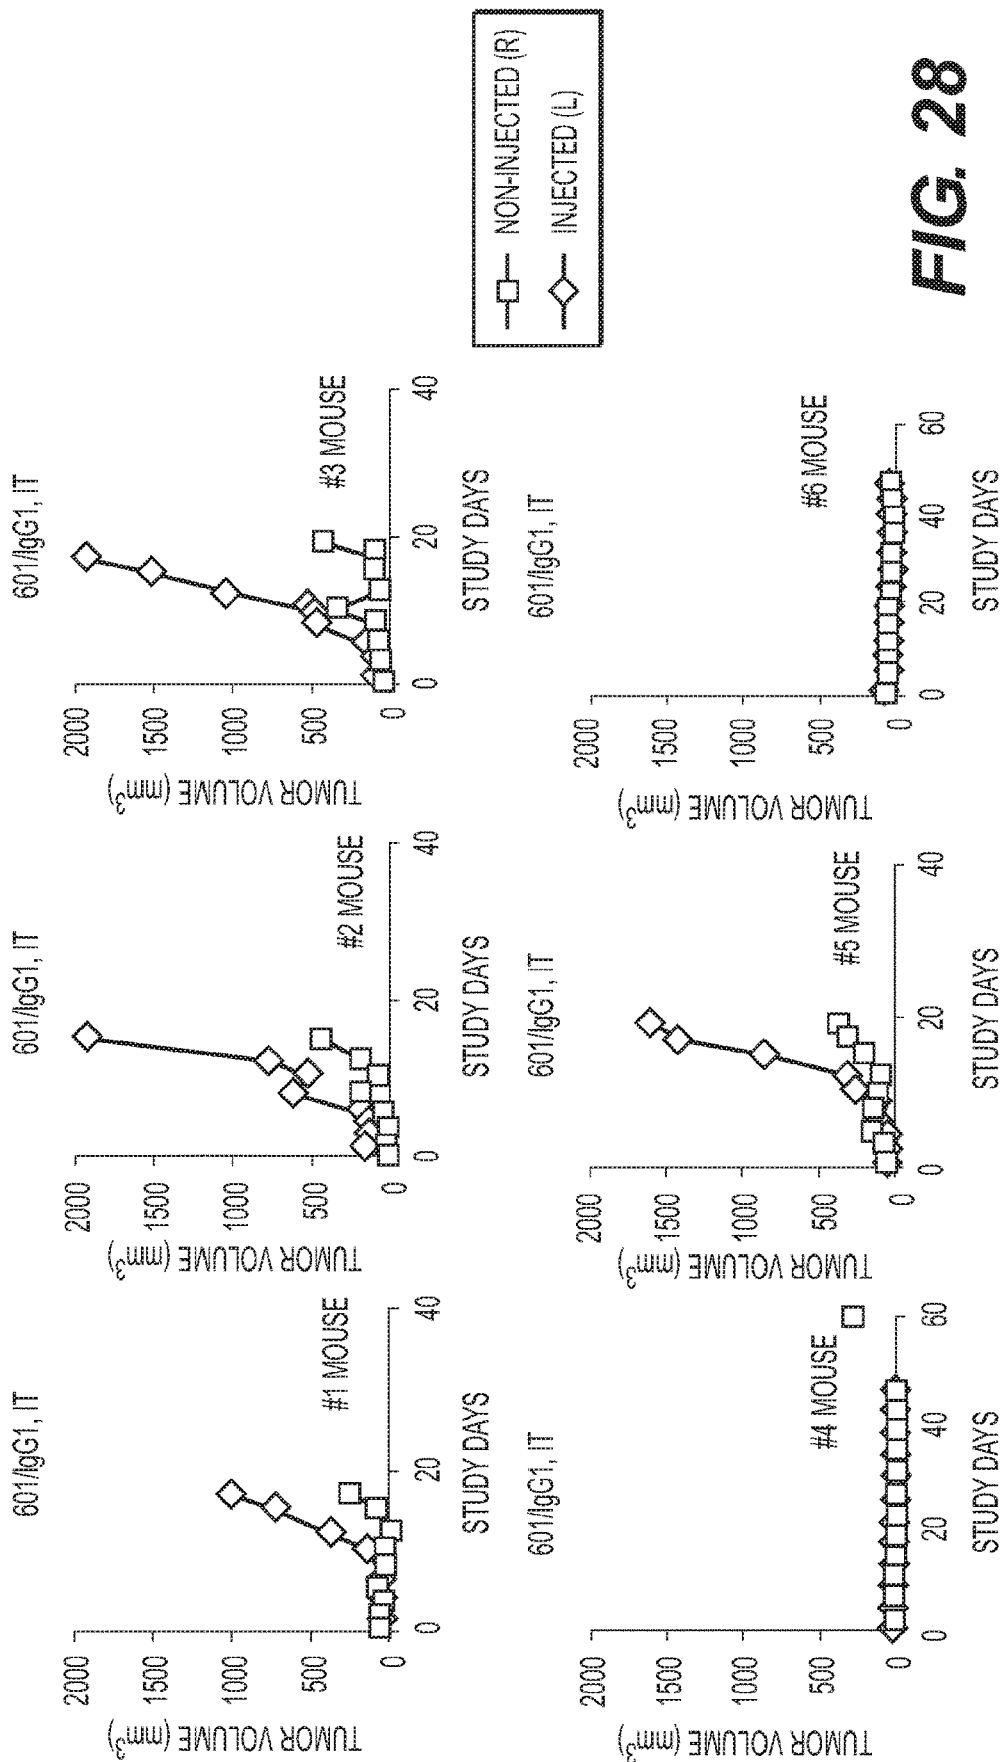 601/IgG1, IT
TUMOR VOLUME (mm³)
2000
1500
1000
500
0
#1 MOUSE
0
20
40
STUDY DAYS
601/IgG1, IT
TUMOR VOLUME (mm³)
2000
1500
1000
500
0
#2 MOUSE
0
20
40
STUDY DAYS
601/IgG1, IT
TUMOR VOLUME (mm³)
2000
1500
1000
500
0
#3 MOUSE
0
20
40
STUDY DAYS
601/IgG1, IT
TUMOR VOLUME (mm³)
2000
1500
1000
500
0
#4 MOUSE
0
20
40
60
STUDY DAYS
601/IgG1, IT
TUMOR VOLUME (mm³)
2000
1500
1000
500
0
#5 MOUSE
0
20
40
STUDY DAYS
601/IgG1, IT
TUMOR VOLUME (mm³)
2000
1500
1000
500
0
#6 MOUSE
0
20
40
60
STUDY DAYS
NON-INJECTED (R)
INJECTED (L)
FIG. 28